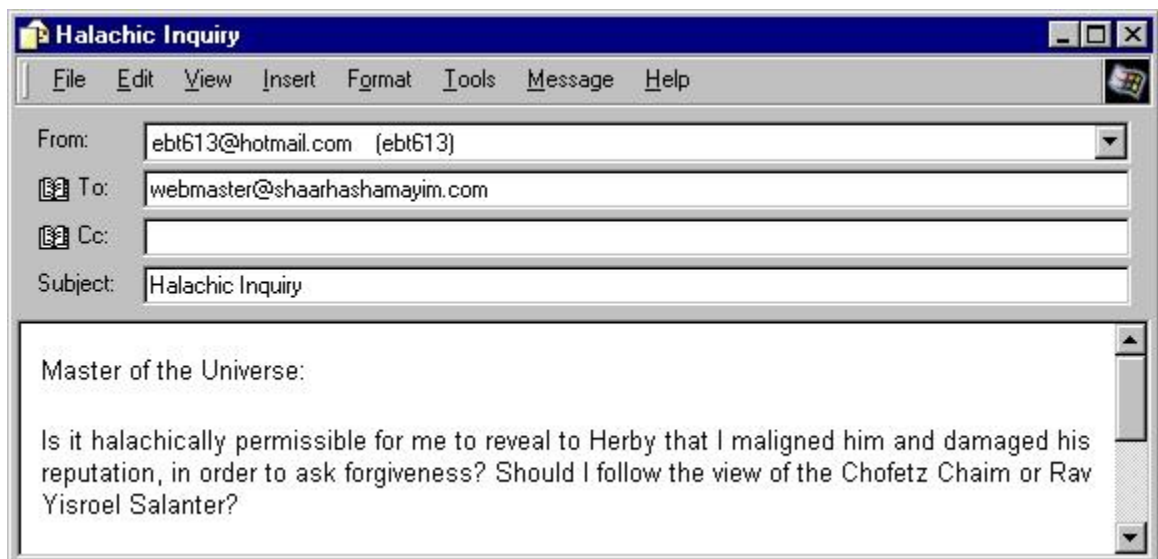 Halachic Inquiry
File Edit View Insert Format Tools Message Help
From: ebt613@hotmail.com (ebt613)
To: webmaster@shaarhashamayim.com
Cc:
Subject: Halachic Inquiry
Master of the Universe:
Is it halachically permissible for me to reveal to Herby that I maligned him and damaged his
reputation, in order to ask forgiveness? Should I follow the view of the Chofetz Chaim or Rav
Yisroel Salanter?